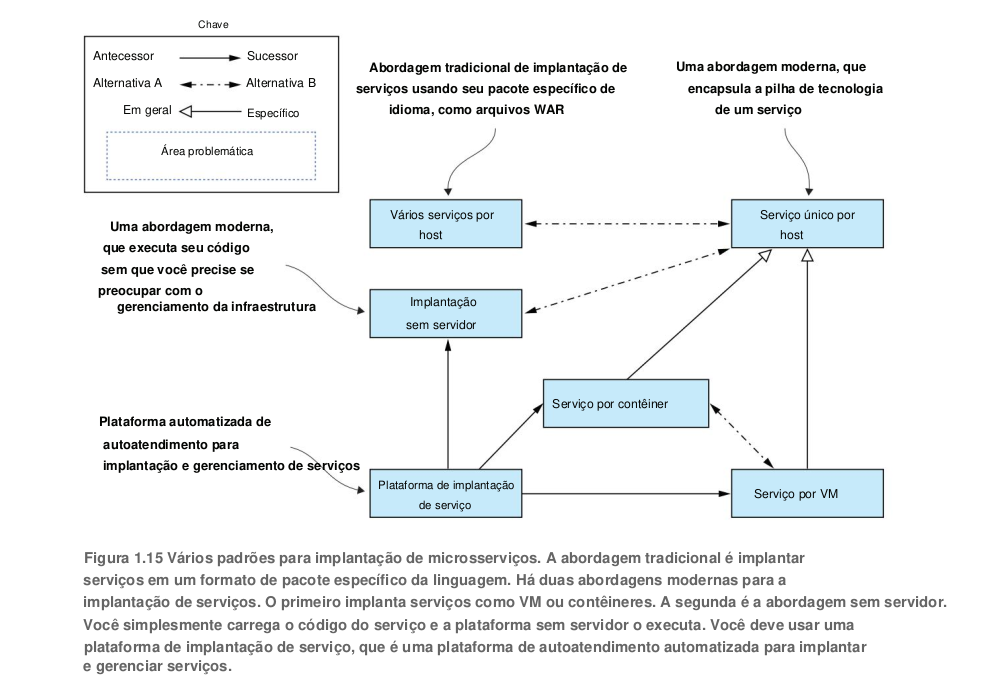 Chave
Antecessor
Sucessor
Alternativa A
Alternativa B
Em geral
Específico
Área problemática
Abordagem tradicional de implantação de
serviços usando seu pacote específico de
idioma, como arquivos WAR
Uma abordagem moderna, que
encapsula a pilha de tecnologia
de um serviço
Vários serviços por
host
Serviço único por
host
Uma abordagem moderna,
que executa seu código
sem que você precise se
preocupar com o
gerenciamento da infraestrutura
Implantação
sem servidor
Serviço por contêiner
Plataforma automatizada de
autoatendimento para
implantação e gerenciamento de serviços
Plataforma de implantação
de serviço
Serviço por VM
Figura 1.15 Vários padrões para implantação de microsserviços. A abordagem tradicional é implantar
serviços em um formato de pacote específico da linguagem. Há duas abordagens modernas para a
implantação de serviços. O primeiro implanta serviços como VM ou contêineres. A segunda é a abordagem sem servidor.
Você simplesmente carrega o código do serviço e a plataforma sem servidor o executa. Você deve usar uma
plataforma de implantação de serviço, que é uma plataforma de autoatendimento automatizada para implantar
e gerenciar serviços.